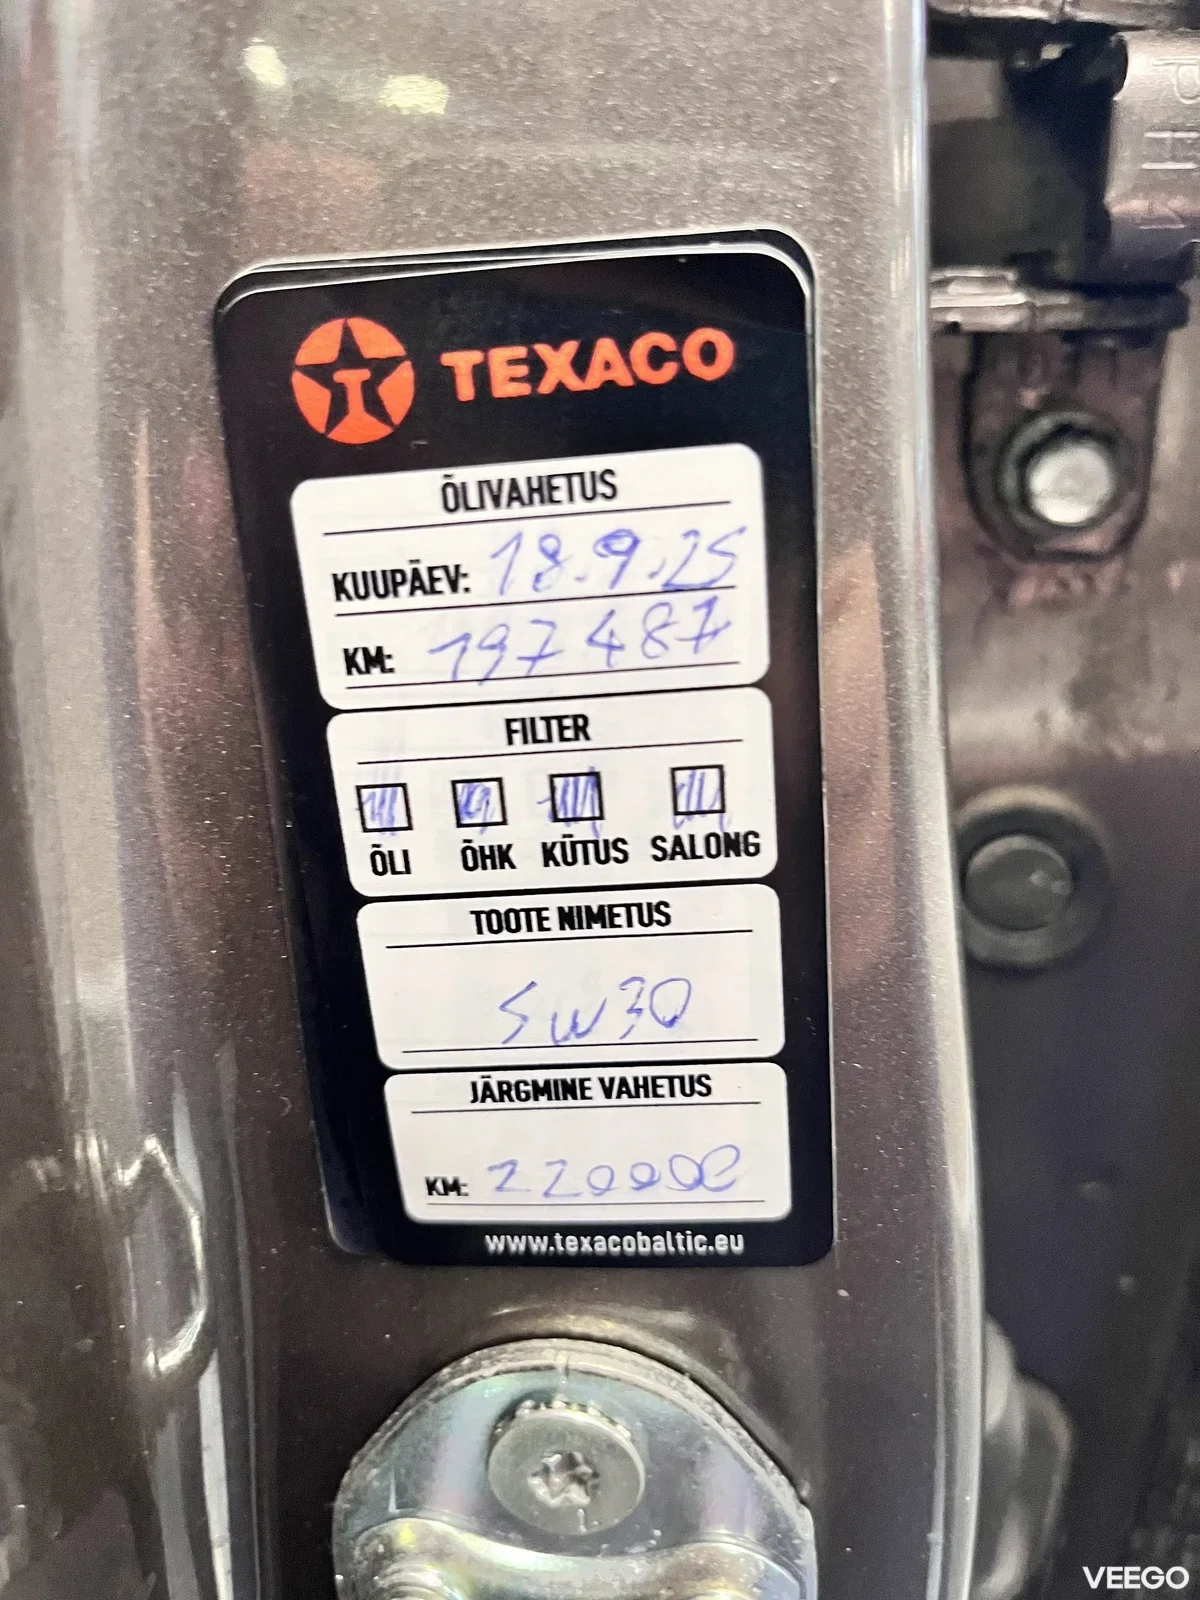 TEXACO
ÕLIVAHETUS
KUUPÄEV: 18.9.25
KM: 197487
FILTER
ÕLI ÕHK KÜTUS SALONG
TOOTE NIMETUS
5w30
JÄRGMINE VAHETUS
KM: 220000
www.texacobaltic.eu
VEEGO